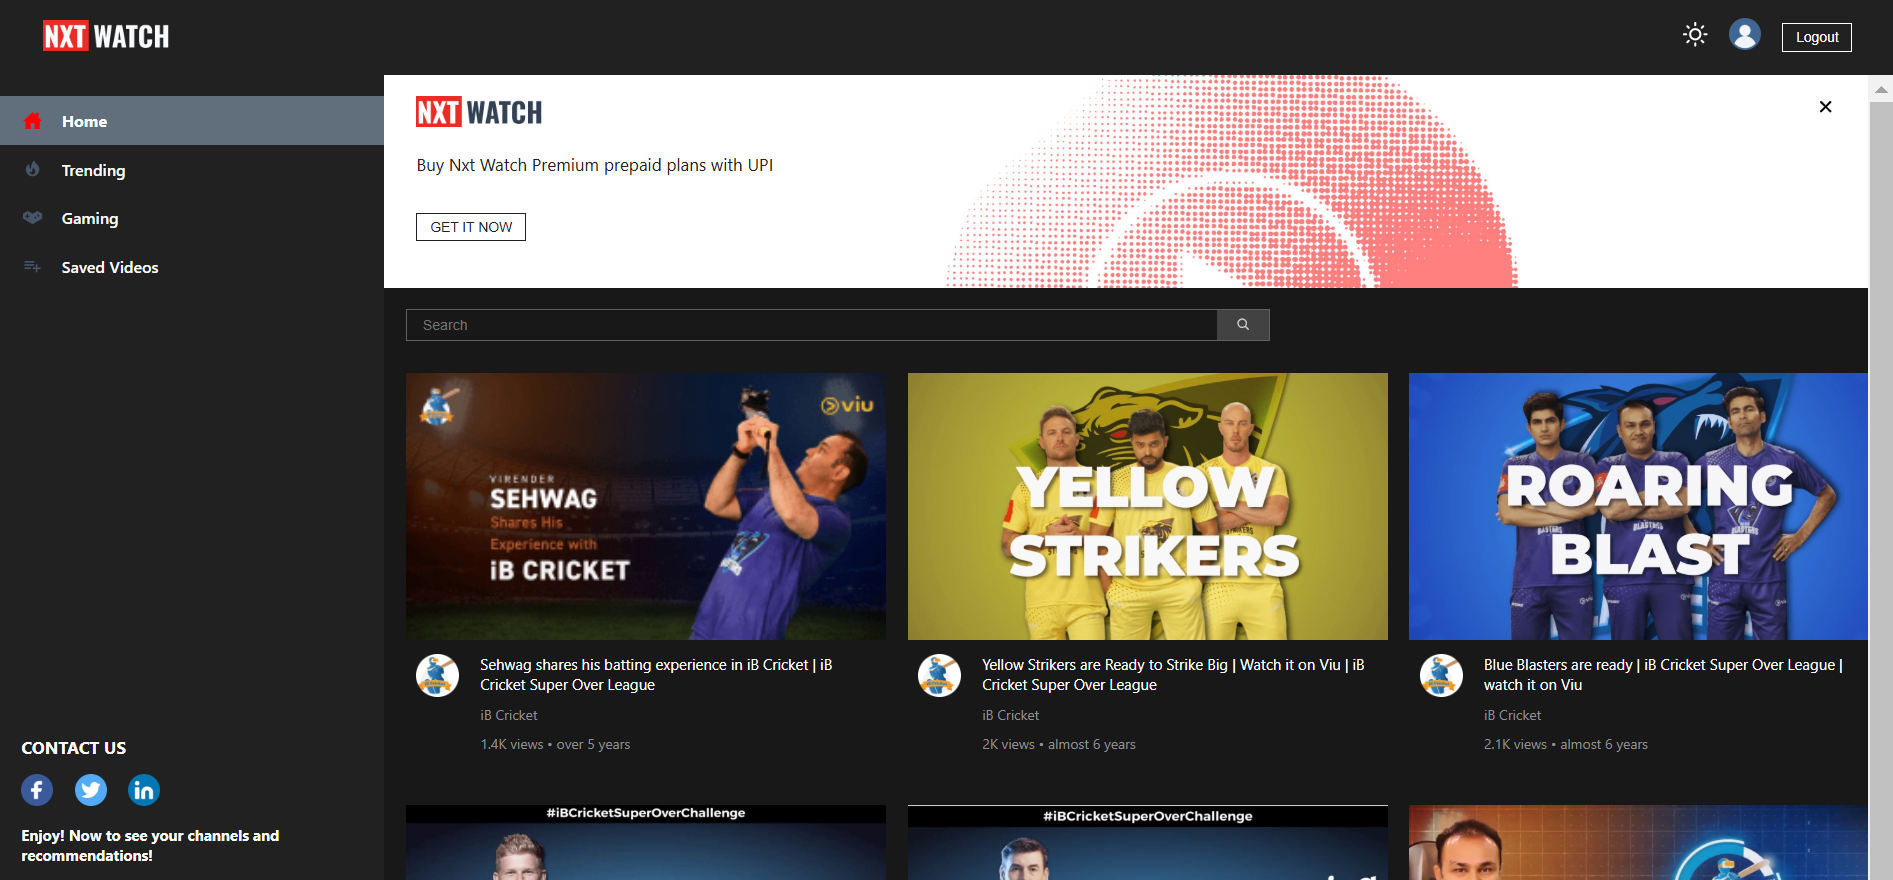 NXT WATCH
Logout
Home
Trending
Gaming
Saved Videos
CONTACT US
Enjoy! Now to see your channels and
recommendations!
NXT WATCH
Buy Nxt Watch Premium prepaid plans with UPI
GET IT NOW
Search
viu
VIRENDER
SEHWAG
Shares His
Experience with
iB CRICKET
Sehwag shares his batting experience in iB Cricket | iB
Cricket Super Over League
iB Cricket
1.4K views • over 5 years
YELLOW
STRIKERS
Yellow Strikers are Ready to Strike Big | Watch it on Viu | iB
Cricket Super Over League
iB Cricket
2K views • almost 6 years
ROARING
BLAST
Blue Blasters are ready | iB Cricket Super Over League |
watch it on Viu
iB Cricket
2.1K views • almost 6 years
#iBCricketSuperOverChallenge
#iBCricketSuperOverChallenge